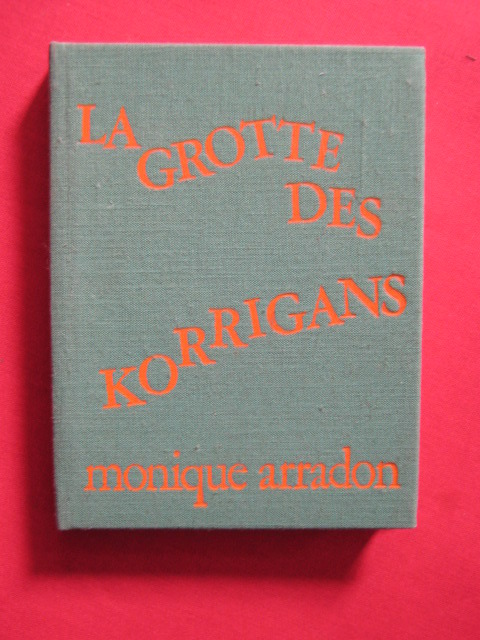 LA
GROTTE
DES
KORRIGANS
monique arradon